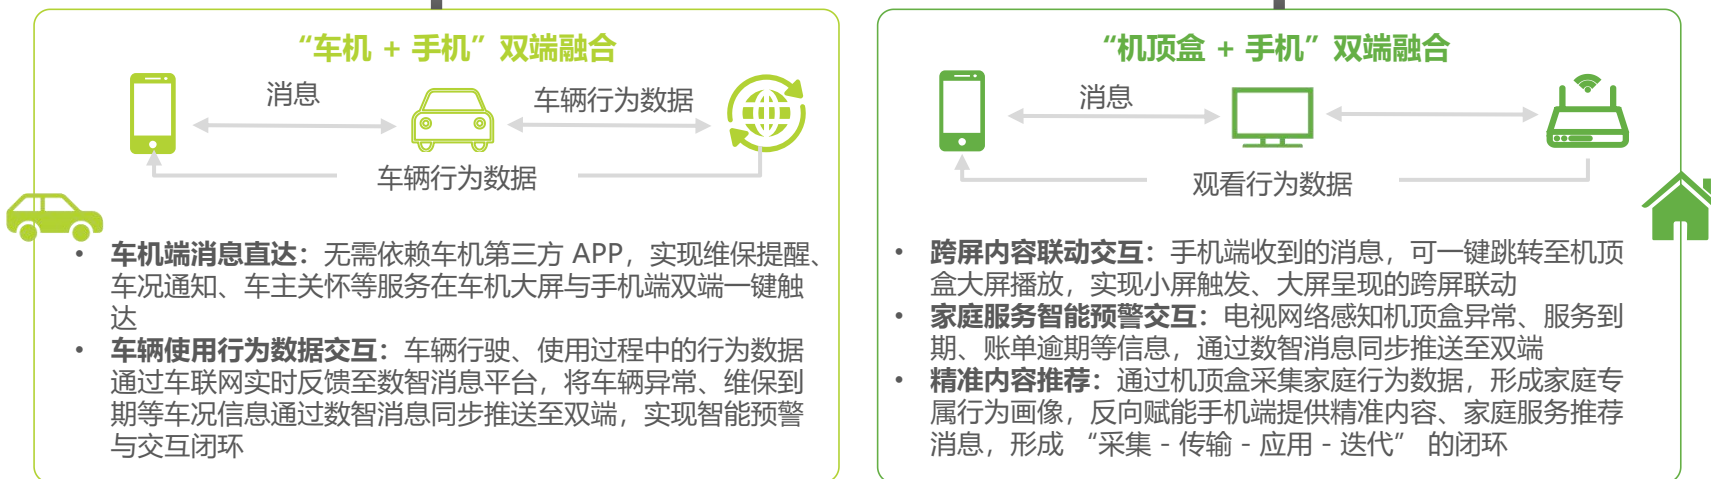 “车机 + 手机”双端融合
消息
车辆行为数据
车辆行为数据
• 车机端消息直达：无需依赖车机第三方 APP，实现维保提醒、
车况通知、车主关怀等服务在车机大屏与手机端双端一键触
达
• 车辆使用行为数据交互：车辆行驶、使用过程中的行为数据
通过车联网实时反馈至数智消息平台，将车辆异常、维保到
期等车况信息通过数智消息同步推送至双端，实现智能预警
与交互闭环
“机顶盒 + 手机”双端融合
消息
观看行为数据
• 跨屏内容联动交互：手机端收到的消息，可一键跳转至机顶
盒大屏播放，实现小屏触发、大屏呈现的跨屏联动
• 家庭服务智能预警交互：电视网络感知机顶盒异常、服务到
期、账单逾期等信息，通过数智消息同步推送至双端
• 精准内容推荐：通过机顶盒采集家庭行为数据，形成家庭专
属行为画像，反向赋能手机端提供精准内容、家庭服务推荐
消息，形成 “采集 - 传输 - 应用 - 迭代” 的闭环